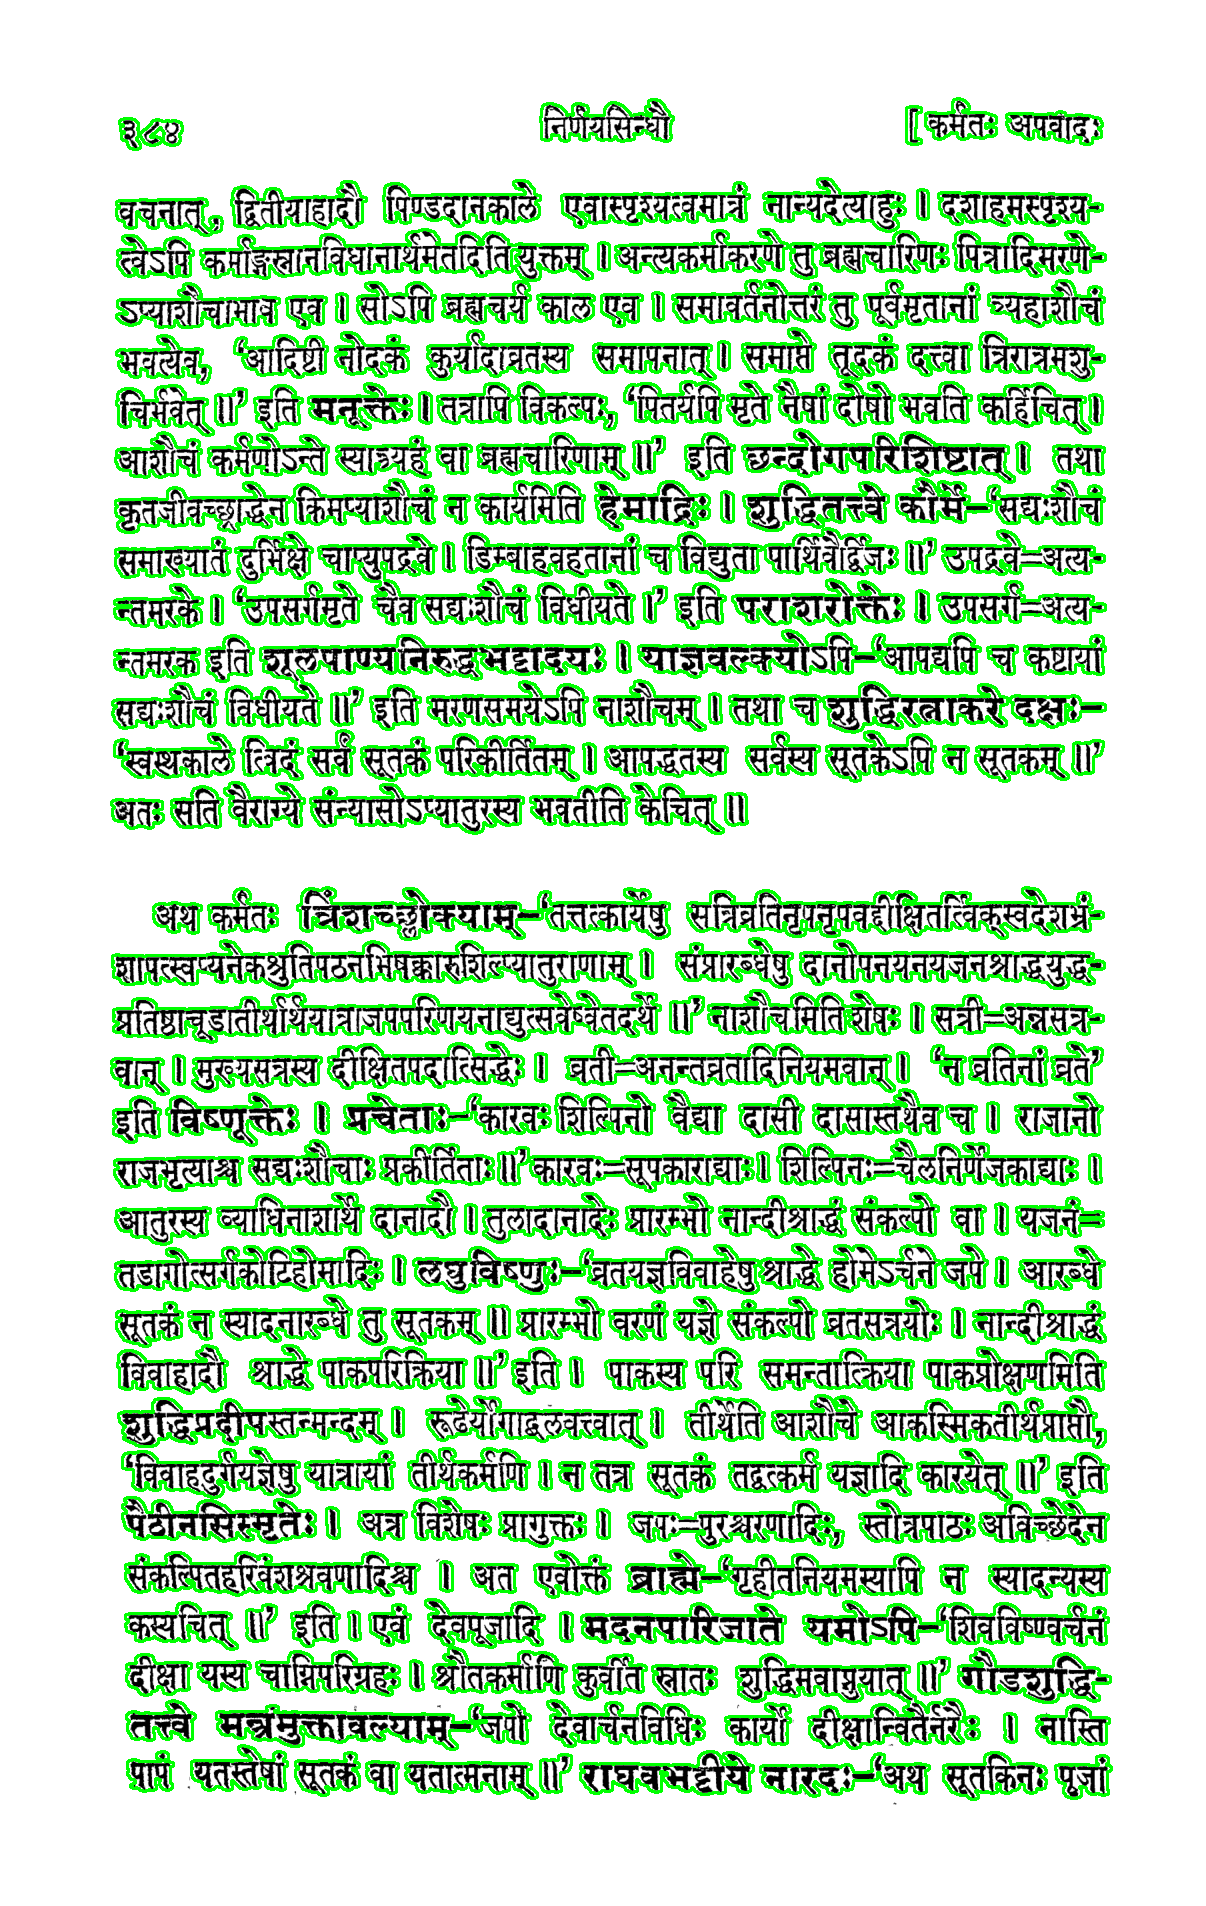 ३८४ निर्णयसिन्धौ [ कर्मतः अपवादः
वचनात्, द्वितीयाहादौ पिण्डदानकाले एवास्पृश्यत्वमात्रं नान्यदेत्याहुः । दशाहमस्पृश्य-
त्वेऽपि कर्माङ्गस्नानविधानार्थमेतदिति युक्तम् । अन्त्यकर्माकरणे तु ब्रह्मचारिणः पित्रादिमरणे-
ऽप्याशौचाभाव एव । सोऽपि ब्रह्मचर्य काल एव । समावर्तनोत्तरं तु पूर्वमृतानां त्र्यहाशौचं
भवत्येव, ‘आदिष्टी नोदकं कुर्यादाव्रतस्य समापनात् । समाप्ते तूदकं दत्त्वा त्रिरात्रमशु-
चिर्भवेत् ॥’ इति मनूक्तेः । तत्रापि विकल्पः, ‘पितर्यपि मृते नैषां दोषो भवति कर्हिचित् ।
आशौचं कर्मणोऽन्ते स्यात्र्यहं वा ब्रह्मचारिणाम् ॥’ इति छन्दोगपरिशिष्टात् । तथा
कृतजीवच्छ्राद्धेन किमप्याशौचं न कार्यमिति हेमाद्रिः । शुद्धितत्त्वे कौर्मे–‘सद्यःशौचं
समाख्यातं दुर्भिक्षे चाप्युपद्रवे । डिम्बाहवहतानां च विद्युता पार्थिवैर्द्विजः ॥’ उपद्रवे=अत्य-
न्तमरके । ‘उपसर्गमृते चैव सद्यःशौचं विधीयते ।’ इति पराशरोक्तेः । उपसर्ग=अत्य-
न्तमरक इति शूलपाण्यनिरुद्धभट्टादयः । याज्ञवल्क्योऽपि–‘आपद्यपि च कष्टायां
सद्यःशौचं विधीयते ॥’ इति मरणसमयेऽपि नाशौचम् । तथा च शुद्धिरत्नाकरे दक्षः–
‘स्वस्थकाले त्विदं सर्वं सूतकं परिकीर्तितम् । आपद्धतस्य सर्वस्य सूतकेऽपि न सूतकम् ॥’
अतः सति वैराग्ये संन्यासोऽप्यातुरस्य भवतीति केचित् ॥
अथ कर्मतः त्रिंशच्छ्लोक्याम्–‘तत्तत्कार्येषु सत्रिव्रतिनृपनृपवद्दीक्षितर्त्विक्स्वदेशभ्रं-
शापत्स्वप्यनेकश्रुतिपठनभिषक्कारुशिल्प्यातुराणाम् । संप्रारब्धेषु दानोपनयनयजनश्राद्धयुद्ध-
प्रतिष्ठाचूडातीर्थार्थयात्राजपपरिणयनाद्युत्सवेष्वेतदर्थे ॥’ नाशौचमिति शेषः । सत्री=अन्नसत्र-
वान् । मुख्यसत्रस्य दीक्षितपदात्सिद्धेः । व्रती=अनन्तव्रतादिनियमवान् । ‘न व्रतिनां व्रते’
इति विष्णूक्तेः । प्रचेताः–‘कारवः शिल्पिनो वैद्या दासी दासास्तथैव च । राजानो
राजभृत्याश्च सद्यःशौचाः प्रकीर्तिताः ॥’ कारवः=सूपकाराद्याः । शिल्पिनः=चैलनिर्णेजकाद्याः ।
आतुरस्य व्याधिनाशार्थे दानादौ । तुलादानादेः प्रारम्भो नान्दीश्राद्धं संकल्पो वा । यजनं=
तडागोत्सर्गकोटिहोमादिः । लघुविष्णुः–‘व्रतयज्ञविवाहेषु श्राद्धे होमेऽर्चने जपे । आरब्धे
सूतकं न स्यादनारब्धे तु सूतकम् ॥ प्रारम्भो वरणं यज्ञे संकल्पो व्रतसत्रयोः । नान्दीश्राद्धं
विवाहादौ श्राद्धे पाकपरिक्रिया ॥’ इति । पाकस्य परि समन्तात्क्रिया पाकप्रोक्षणमिति
शुद्धिप्रदीपस्तन्मन्दम् । रूढेर्योगाद्बलवत्त्वात् । तीर्थेति आशौचे आकस्मिकतीर्थप्राप्तौ,
‘विवाहदुर्गयज्ञेषु यात्रायां तीर्थकर्मणि । न तत्र सूतकं तद्वत्कर्म यज्ञादि कारयेत् ॥’ इति
पैठीनसिस्मृतेः । अत्र विशेषः प्रागुक्तः । जपः=पुरश्चरणादिः, स्तोत्रपाठः अविच्छेदेन
संकल्पितहरिवंशश्रवणादिश्च । अत एवोक्तं ब्राह्मे–‘गृहीतनियमस्यापि न स्यादन्यस्य
कस्यचित् ॥’ इति । एवं देवपूजादि । मदनपारिजाते यमोऽपि–‘शिवविष्ण्वर्चनं
दीक्षा यस्य चाग्निपरिग्रहः । श्रौतकर्माणि कुर्वीत स्नातः शुद्धिमवाप्नुयात् ॥’ गौडशुद्धि-
तत्त्वे मन्त्रंमुक्तावल्याम्–‘जपो देवार्चनविधिः कार्यो दीक्षान्वितैर्नरैः । नास्ति
पापं यतस्तेषां सूतकं वा यतात्मनाम् ॥’ राघवभट्टीये नारदः–‘अथ सूतकिनः पूजां